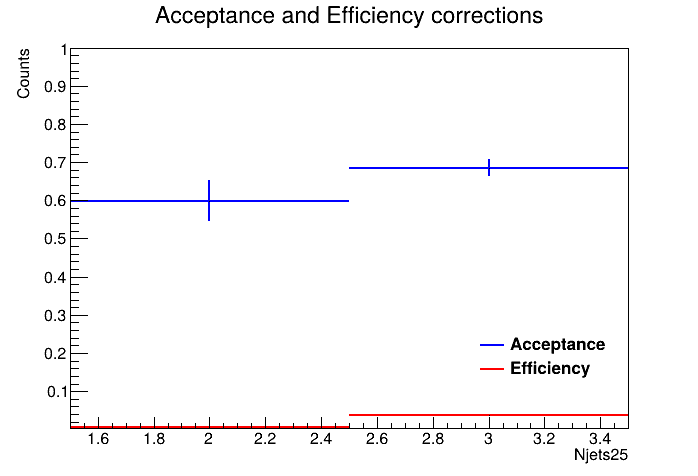 Acceptance and Efficiency corrections
Counts
1
0.9
0.8
0.7
0.6
0.5
0.4
0.3
0.2
0.1
Acceptance
Efficiency
1.6 1.8 2 2.2 2.4 2.6 2.8 3 3.2 3.4
Njets25